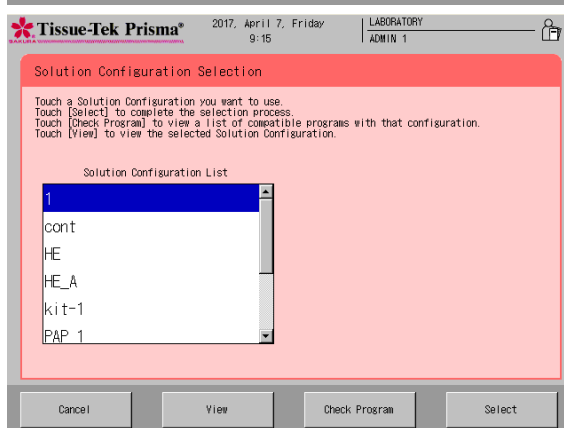 Tissue-Tek Prisma®
SAKURA
2017, April 7, Friday
9:15
LABORATORY
ADMIN 1
Solution Configuration Selection
Touch a Solution Configuration you want to use.
Touch [Select] to complete the selection process.
Touch [Check Program] to view a list of compatible programs with that configuration.
Touch [View] to view the selected Solution Configuration.
Solution Configuration List
1
cont
HE
HE_A
kit-1
PAP 1
Cancel
View
Check Program
Select